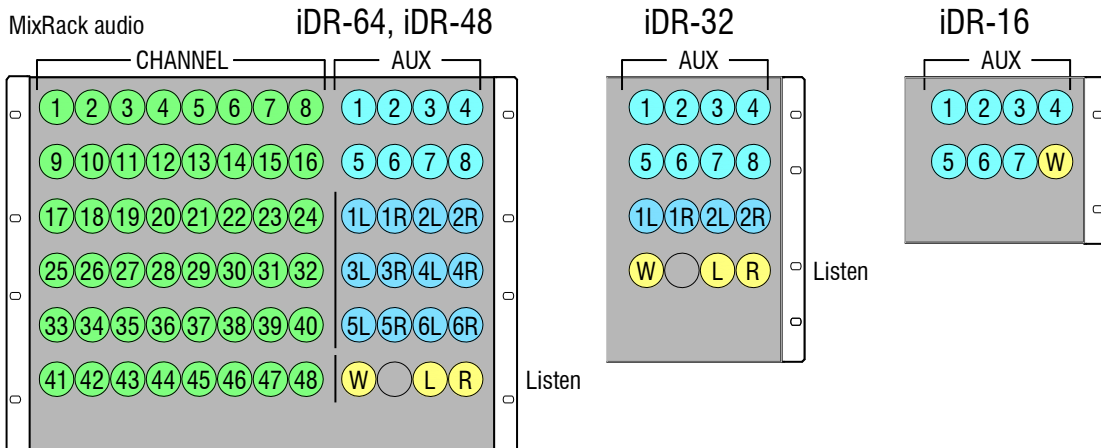 MixRack audio iDR-64, iDR-48 iDR-32 iDR-16
CHANNEL AUX AUX AUX
1 2 3 4 5 6 7 8 1 2 3 4 1 2 3 4 1 2 3 4
9 10 11 12 13 14 15 16 5 6 7 8 5 6 7 8 5 6 7 W
17 18 19 20 21 22 23 24 1L 1R 2L 2R 1L 1R 2L 2R
25 26 27 28 29 30 31 32 3L 3R 4L 4R W L R Listen
33 34 35 36 37 38 39 40 5L 5R 6L 6R
41 42 43 44 45 46 47 48 W L R Listen